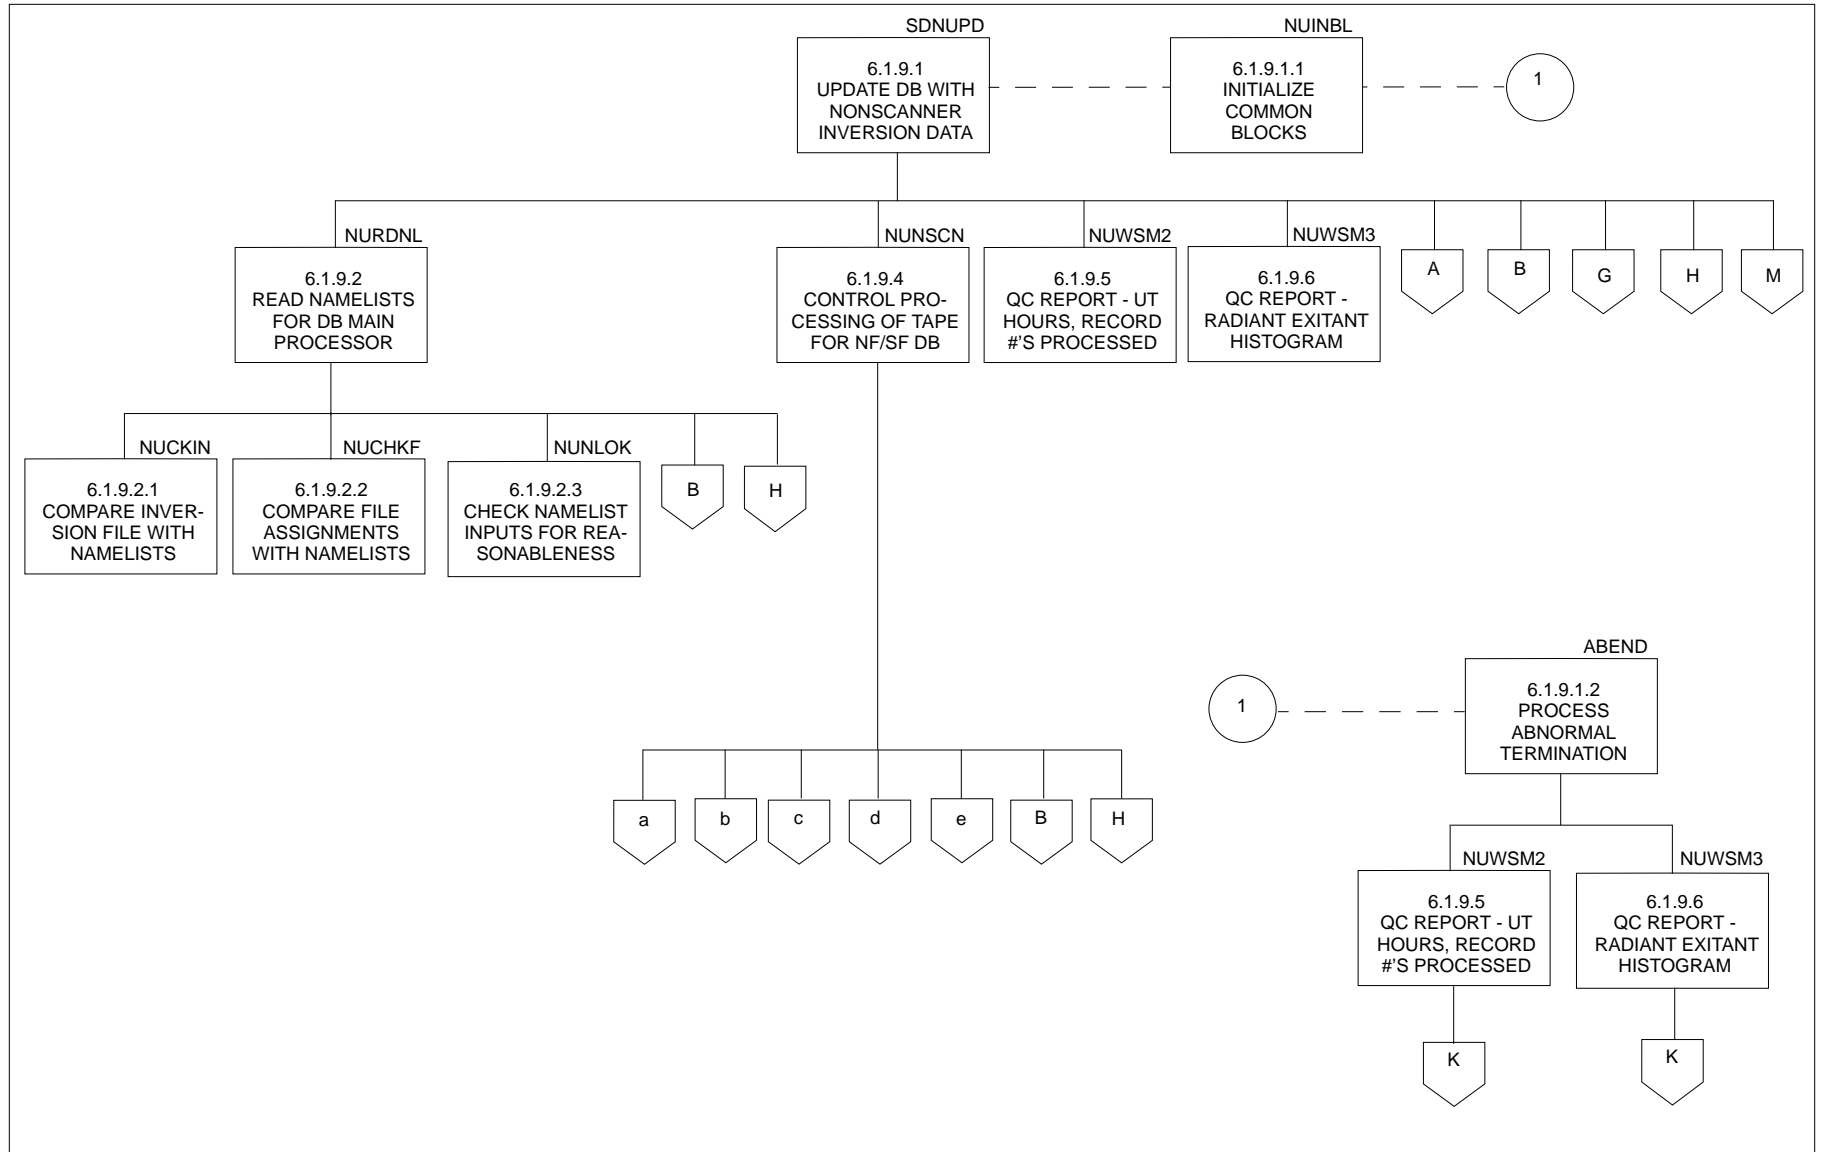 SDNUPD
6.1.9.1
UPDATE DB WITH
NONSCANNER
INVERSION DATA
NUINBL
6.1.9.1.1
INITIALIZE
COMMON
BLOCKS
1
NURDNL
6.1.9.2
READ NAMELISTS
FOR DB MAIN
PROCESSOR
NUNSCN
6.1.9.4
CONTROL PRO-
CESSING OF TAPE
FOR NF/SF DB
NUWSM2
6.1.9.5
QC REPORT - UT
HOURS, RECORD
#'S PROCESSED
NUWSM3
6.1.9.6
QC REPORT -
RADIANT EXITANT
HISTOGRAM
A
B
G
H
M
NUCKIN
6.1.9.2.1
COMPARE INVER-
SION FILE WITH
NAMELISTS
NUCHKF
6.1.9.2.2
COMPARE FILE
ASSIGNMENTS
WITH NAMELISTS
NUNLOK
6.1.9.2.3
CHECK NAMELIST
INPUTS FOR REA-
SONABLENESS
B
H
1
ABEND
6.1.9.1.2
PROCESS
ABNORMAL
TERMINATION
a
b
c
d
e
B
H
NUWSM2
6.1.9.5
QC REPORT - UT
HOURS, RECORD
#'S PROCESSED
NUWSM3
6.1.9.6
QC REPORT -
RADIANT EXITANT
HISTOGRAM
K
K